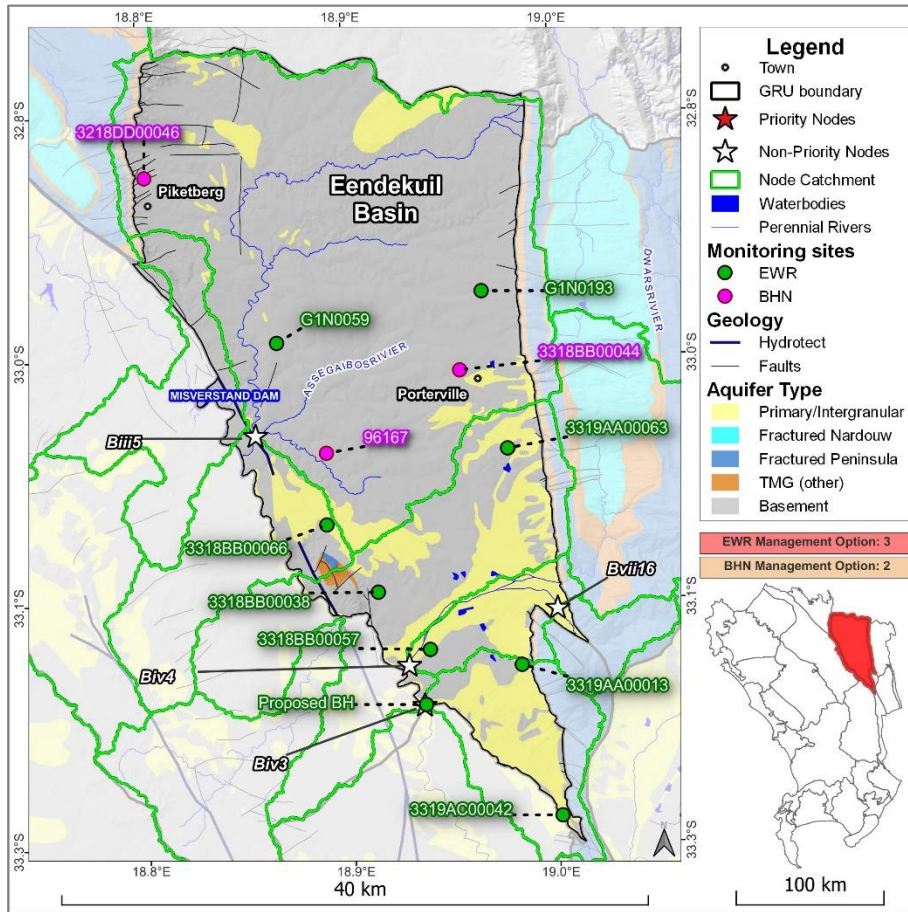 18.8°S
18.9°S
19.0°S
32.8°S
32.8°S
3218DD00046
Piketberg
Eendekuil
Basin
DWARSRIVIER
G1N0193
G1N0059
33.0°S
33.0°S
3318BB00044
ASSEGAIBOSRIVIER
Porterville
MISVERSTAND DAM
Biii5
96167
3319AA00063
3318BB00066
Bvii16
3318BB00038
33.1°S
33.1°S
3318BB00057
Biv4
3319AA00013
Proposed BH
Biv3
3319AC00042
33.3°S
33.3°S
N
18.8°S
18.9°S
19.0°S
40 km
Legend
Town
GRU boundary
Priority Nodes
Non-Priority Nodes
Node Catchment
Waterbodies
Perennial Rivers
Monitoring sites
EWR
BHN
Geology
Hydrotect
Faults
Aquifer Type
Primary/Intergranular
Fractured Nardouw
Fractured Peninsula
TMG (other)
Basement
EWR Management Option: 3
BHN Management Option: 2
100 km